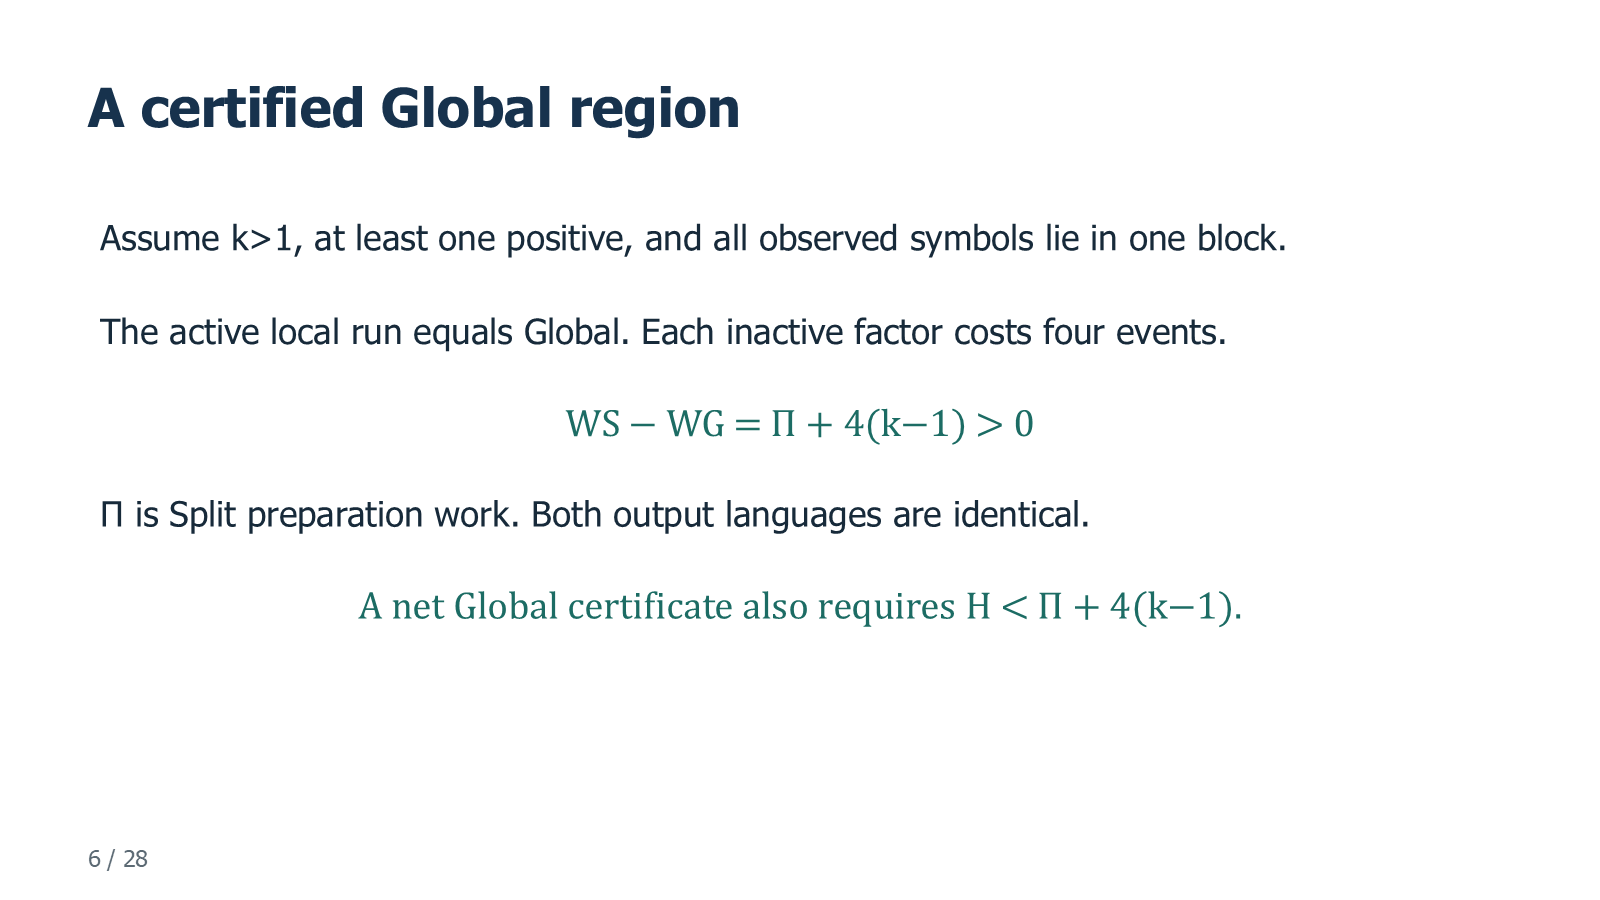 A certified Global region
Assume k>1, at least one positive, and all observed symbols lie in one block.
The active local run equals Global. Each inactive factor costs four events.
WS − WG = Π + 4(k−1) > 0
Π is Split preparation work. Both output languages are identical.
A net Global certificate also requires H < Π + 4(k−1).
6 / 28